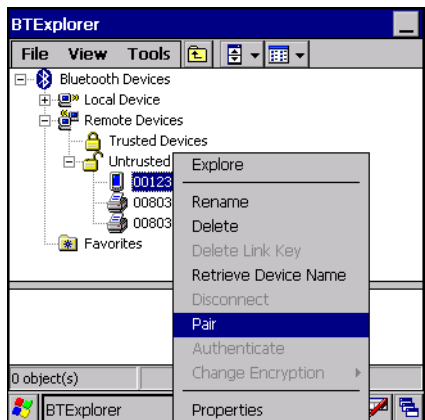 BTExplorer
File View Tools
Bluetooth Devices
Local Device
Remote Devices
Trusted Devices
Untrusted
00123
00803
00803
Favorites
Explore
Rename
Delete
Delete Link Key
Retrieve Device Name
Disconnect
Pair
Authenticate
Change Encryption
Properties
0 object(s)
BTExplorer